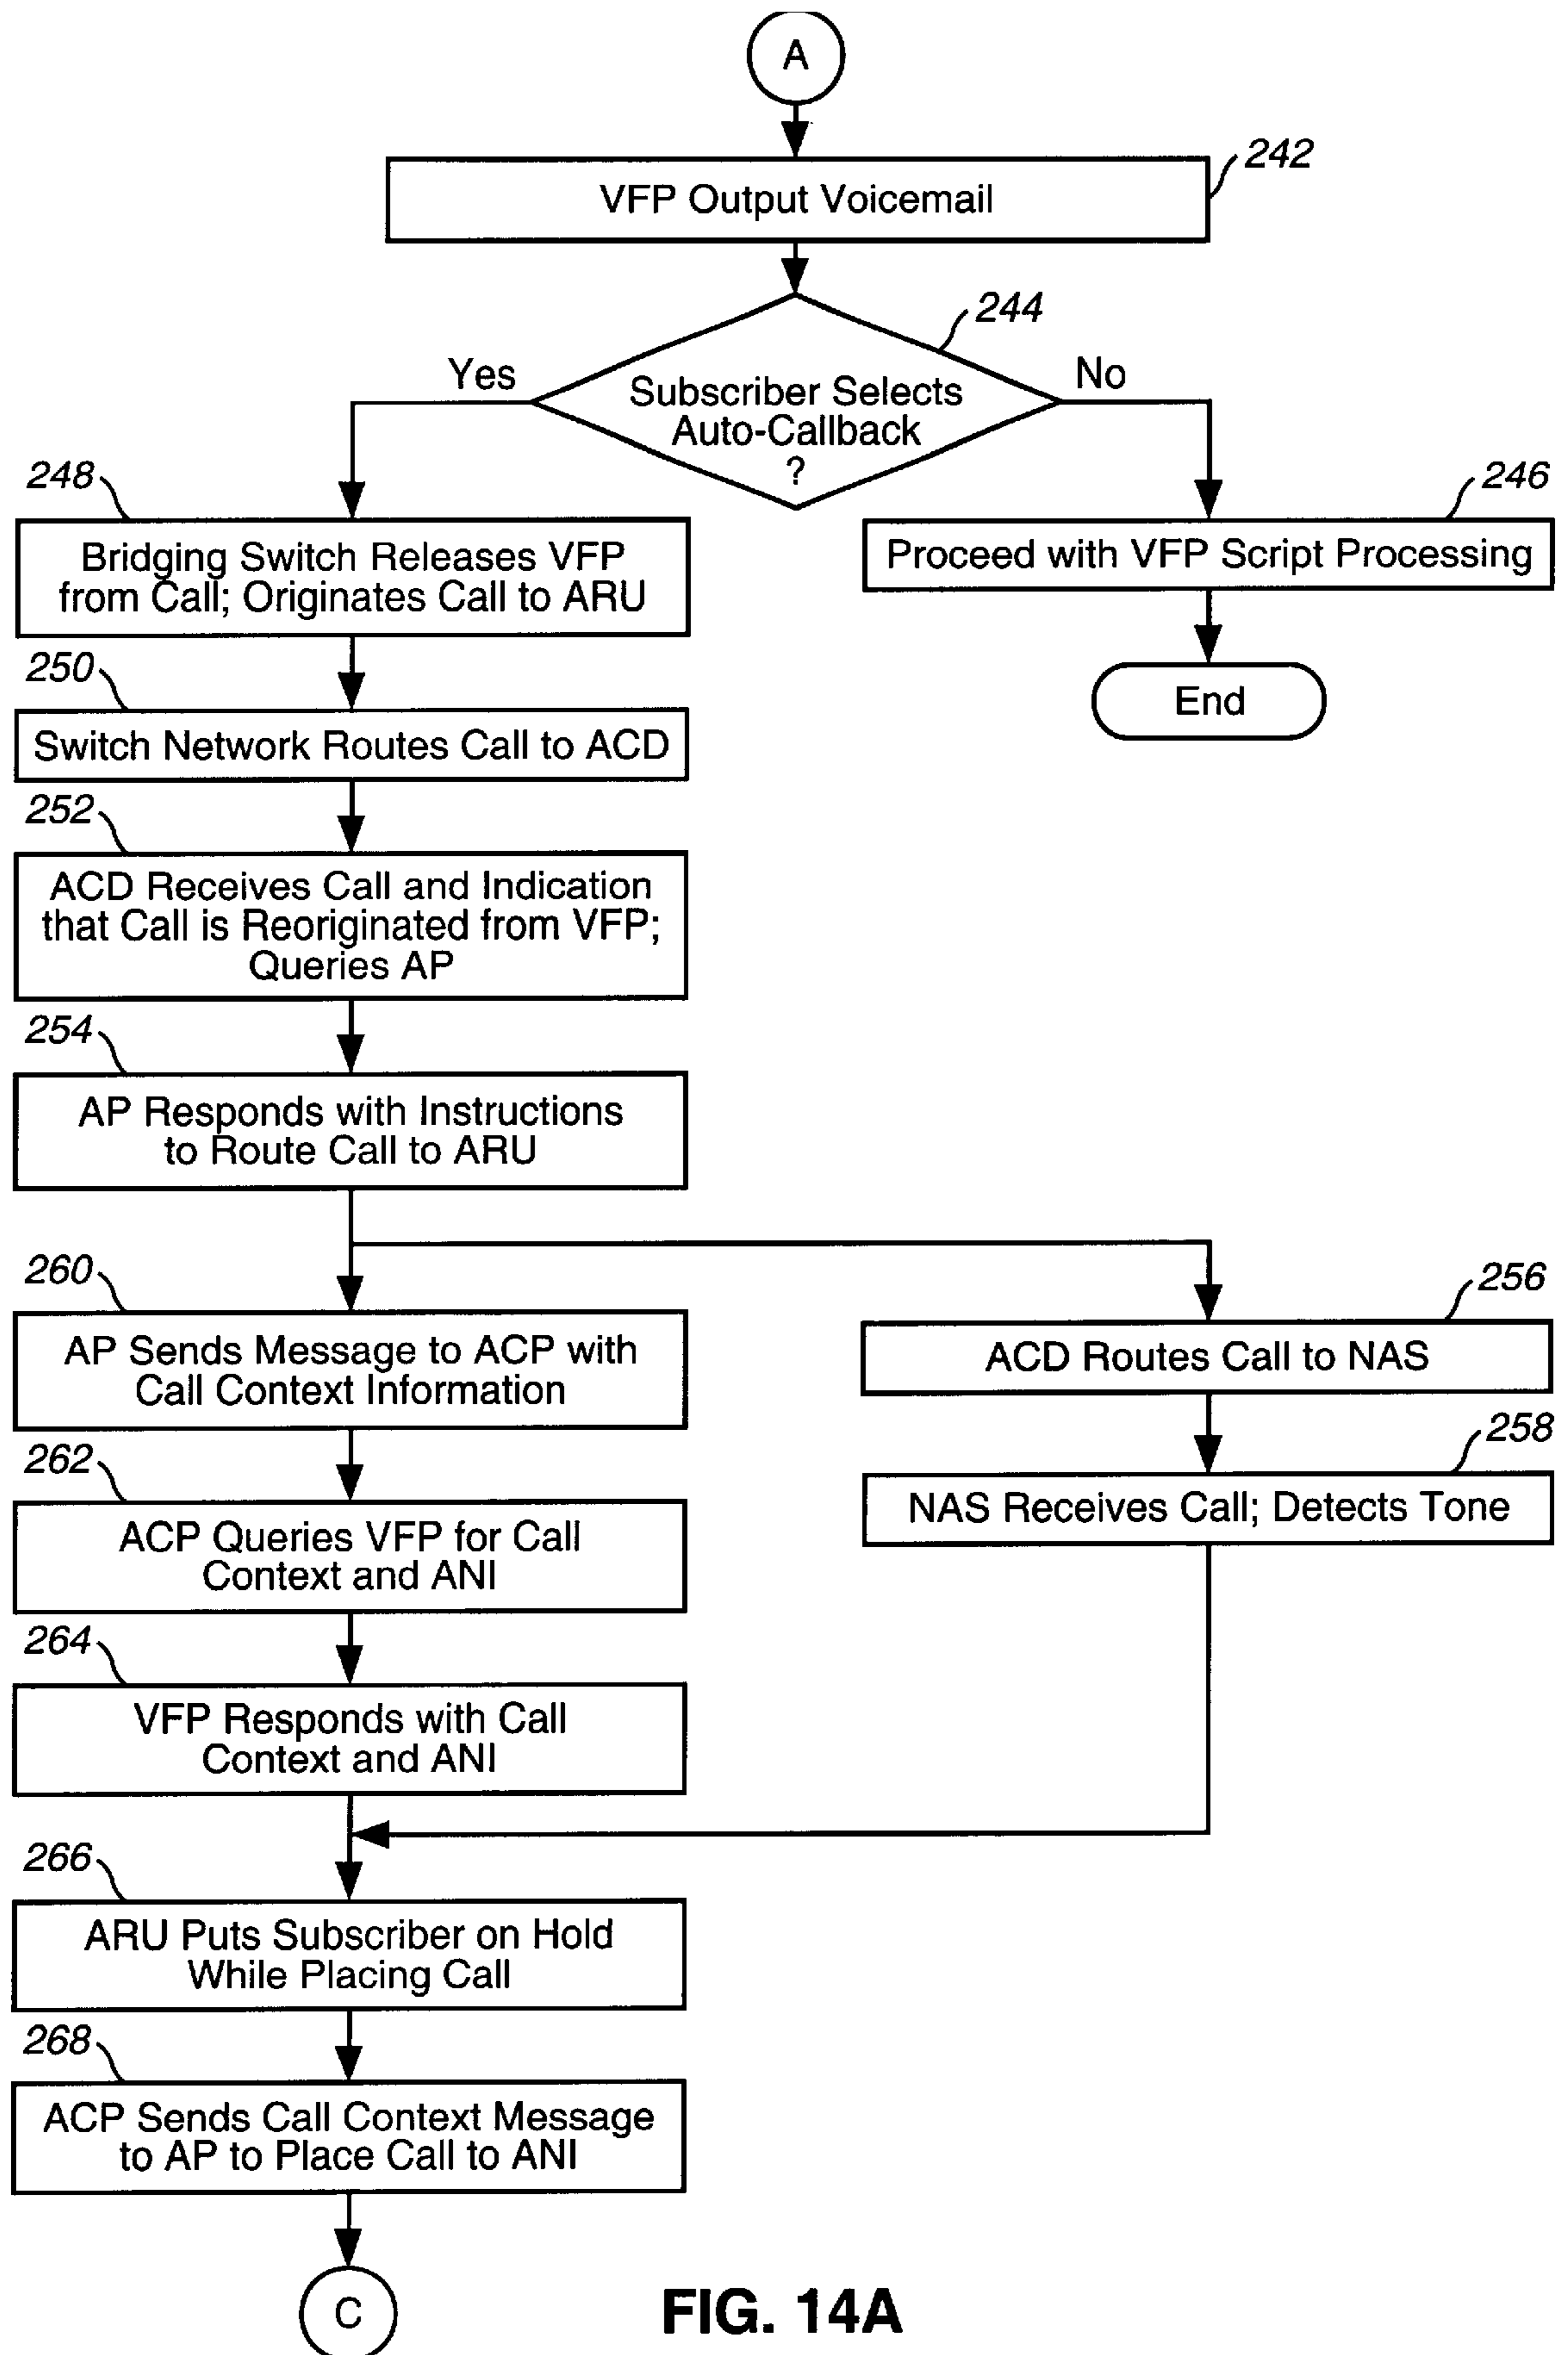 A
242
VFP Output Voicemail
244
Yes
No
Subscriber Selects
Auto-Callback
?
248
246
Bridging Switch Releases VFP
from Call; Originates Call to ARU
Proceed with VFP Script Processing
250
End
Switch Network Routes Call to ACD
252
ACD Receives Call and Indication
that Call is Reoriginated from VFP;
Queries AP
254
AP Responds with Instructions
to Route Call to ARU
260
256
AP Sends Message to ACP with
Call Context Information
ACD Routes Call to NAS
262
258
ACP Queries VFP for Call
Context and ANI
NAS Receives Call; Detects Tone
264
VFP Responds with Call
Context and ANI
266
ARU Puts Subscriber on Hold
While Placing Call
268
ACP Sends Call Context Message
to AP to Place Call to ANI
C
FIG. 14A